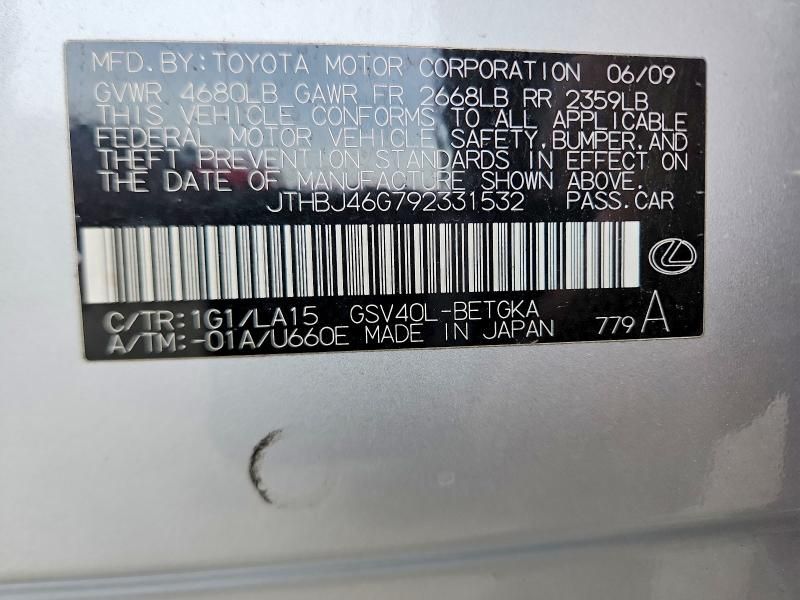 MFD.BY:TOYOTA MOTOR CORPORATION 06/09
GVWR 4680LB GAWR FR 2668LB RR 2359LB
THIS VEHICLE CONFORMS TO ALL APPLICABLE
FEDERAL MOTOR VEHICLE SAFETY,BUMPER,AND
THEFT PREVENTION STANDARDS IN EFFECT ON
THE DATE OF MANUFACTURE SHOWN ABOVE.
JTHBJ46G792331532 PASS.CAR
C/TR:1G1/LA15 GSV40L-BETGKA
A/TM:-01A/U660E MADE IN JAPAN 779 A